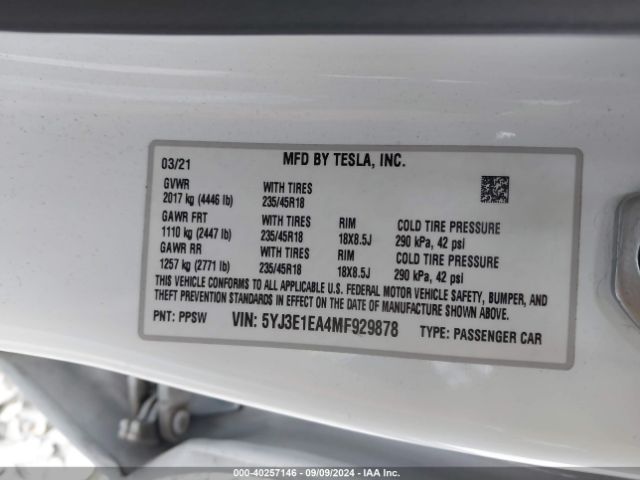 03/21 MFD BY TESLA, INC.
GVWR WITH TIRES
2017 kg (4446 lb) 235/45R18
GAWR FRT WITH TIRES RIM COLD TIRE PRESSURE
1110 kg (2447 lb) 235/45R18 18X8.5J 290 kPa, 42 psi
GAWR RR WITH TIRES RIM COLD TIRE PRESSURE
1257 kg (2771 lb) 235/45R18 18X8.5J 290 kPa, 42 psi
THIS VEHICLE CONFORMS TO ALL APPLICABLE U.S. FEDERAL MOTOR VEHICLE SAFETY, BUMPER, AND
THEFT PREVENTION STANDARDS IN EFFECT ON THE DATE OF MANUFACTURE SHOWN ABOVE.
PNT: PPSW VIN: 5YJ3E1EA4MF929878 TYPE: PASSENGER CAR
000-40257146 - 09/09/2024 - IAA Inc.